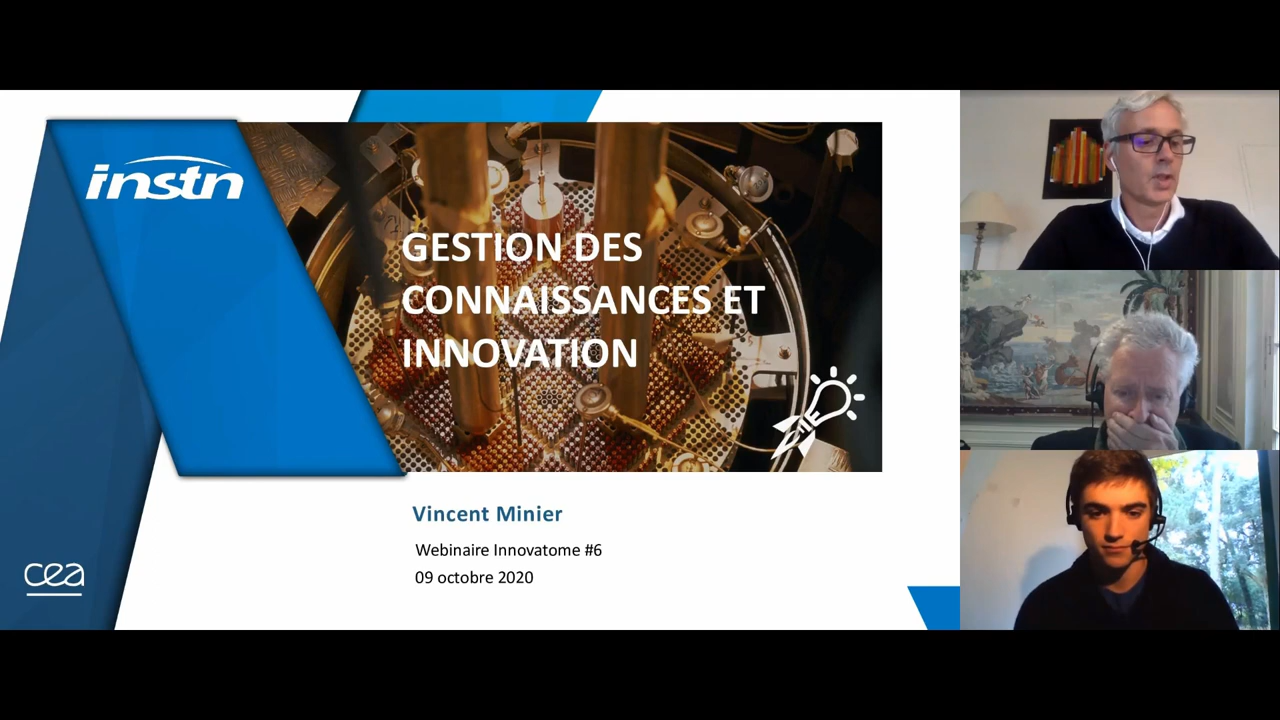 instn
GESTION DES
CONNAISSANCES ET
INNOVATION
Vincent Minier
Webinaire Innovatome #6
09 octobre 2020
cea